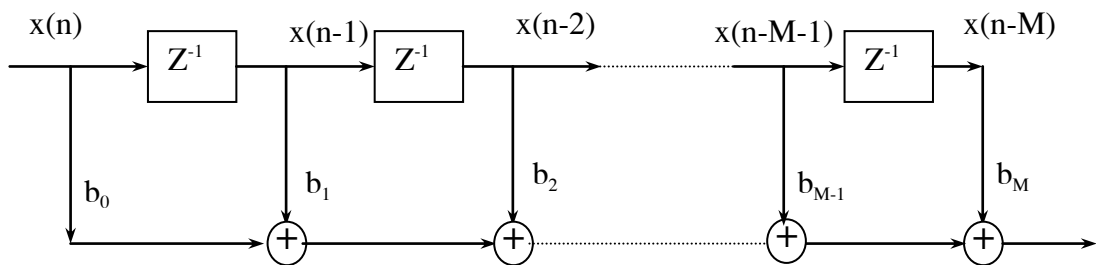 x(n) x(n-1) x(n-2) x(n-M-1) x(n-M)
Z⁻¹ Z⁻¹ Z⁻¹
b₀ b₁ b₂ b_{M-1} b_M
+ + + +